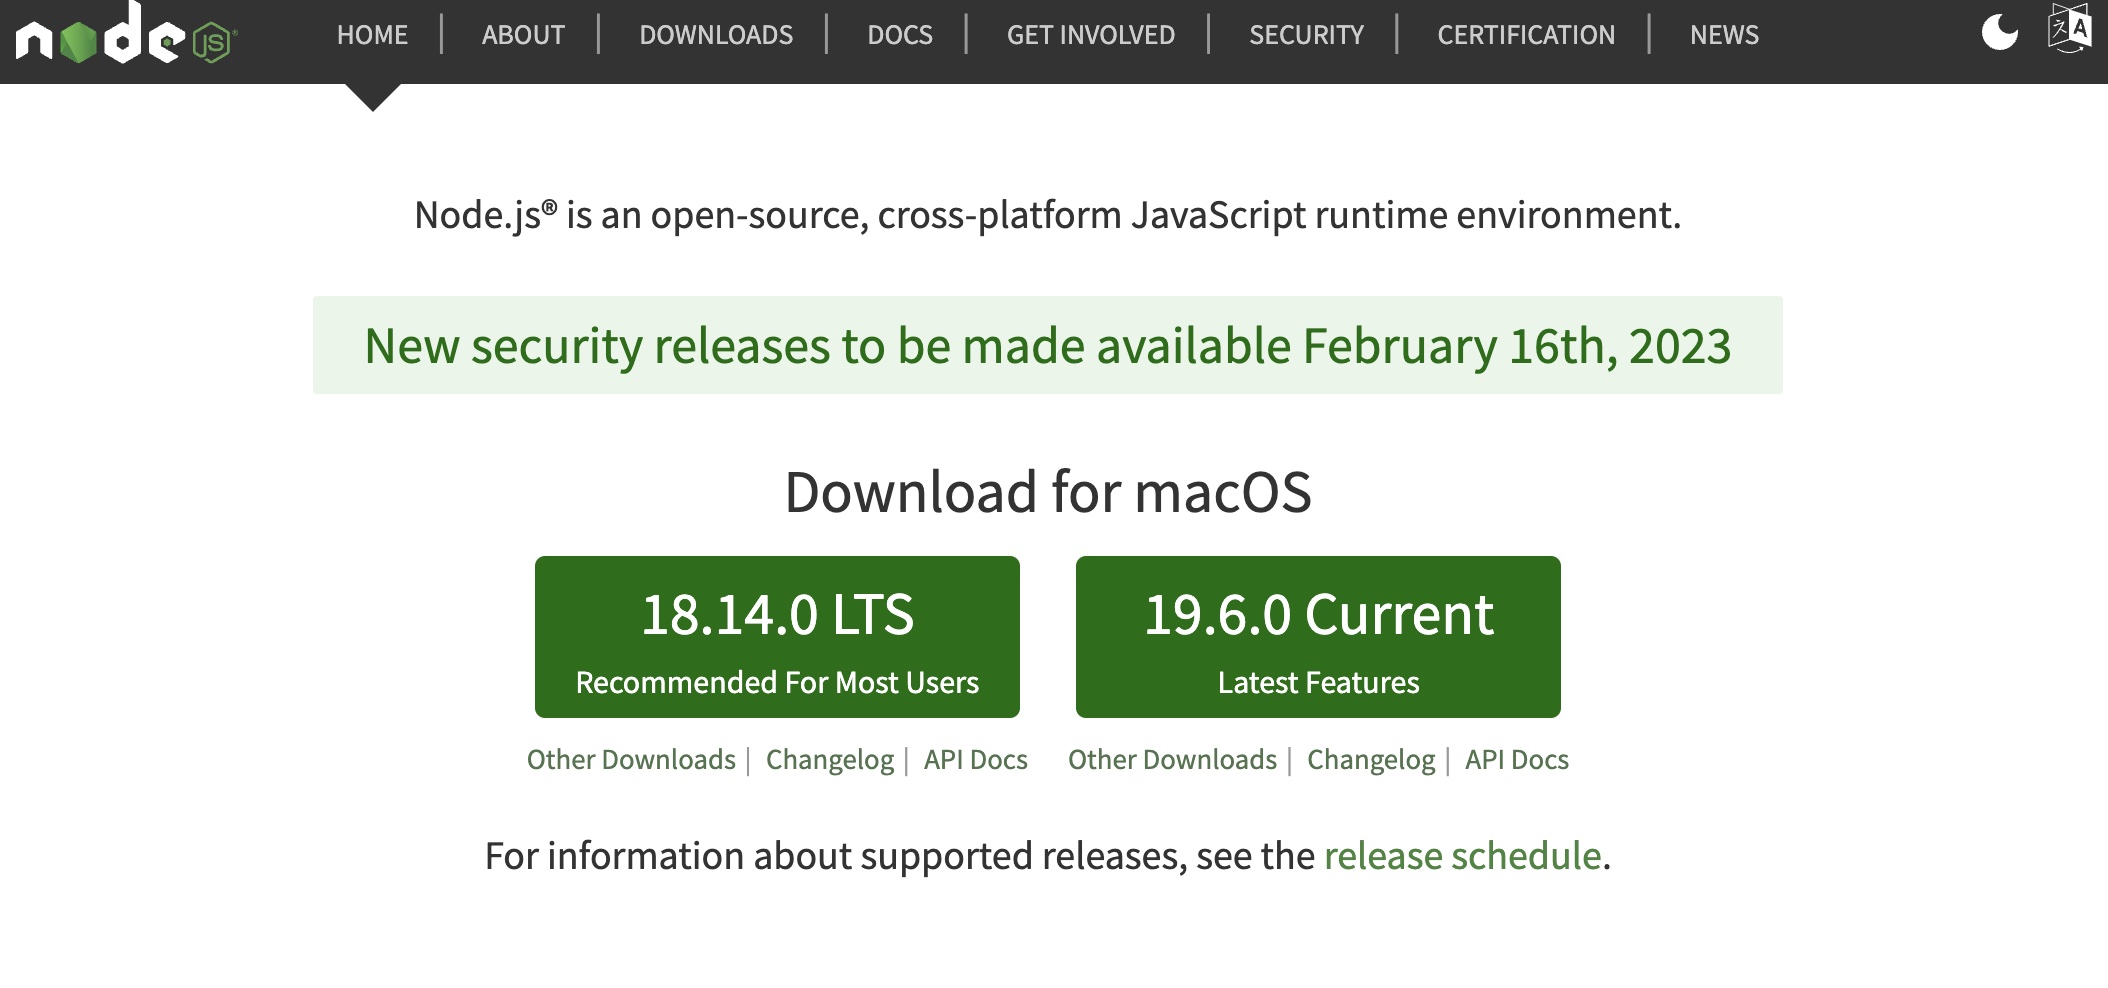 node JS
HOME | ABOUT | DOWNLOADS | DOCS | GET INVOLVED | SECURITY | CERTIFICATION | NEWS
Node.js® is an open-source, cross-platform JavaScript runtime environment.
New security releases to be made available February 16th, 2023
Download for macOS
18.14.0 LTS
Recommended For Most Users
Other Downloads | Changelog | API Docs
19.6.0 Current
Latest Features
Other Downloads | Changelog | API Docs
For information about supported releases, see the release schedule.